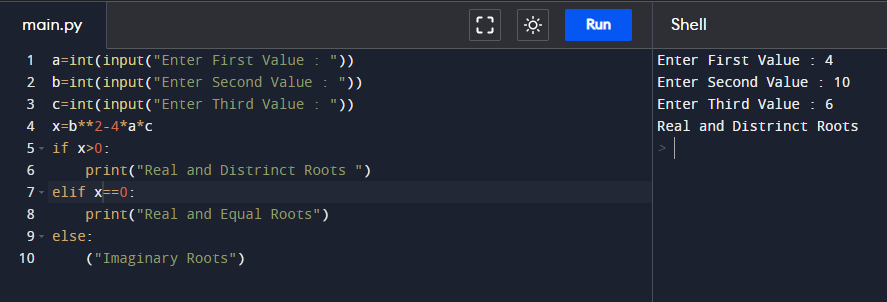 main.py
Run
Shell
1 a=int(input("Enter First Value : "))
2 b=int(input("Enter Second Value : "))
3 c=int(input("Enter Third Value : "))
4 x=b**2-4*a*c
5 if x>0:
6     print("Real and Distrinct Roots ")
7 elif x==0:
8     print("Real and Equal Roots")
9 else:
10     ("Imaginary Roots")
Enter First Value : 4
Enter Second Value : 10
Enter Third Value : 6
Real and Distrinct Roots
>